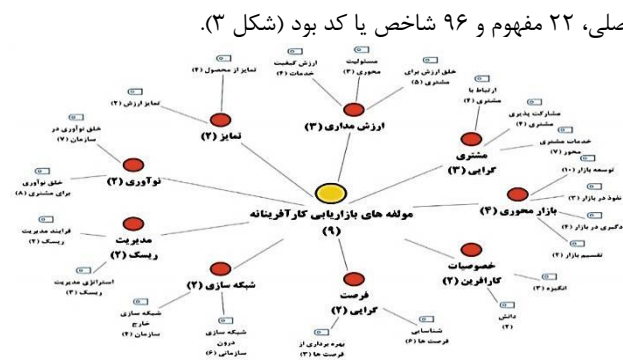 صلی، ۲۲ مفهوم و ۹۶ شاخص یا کد بود (شکل ۳).
مسئولیت
محوری (۳)
ارزش کیفیت
خدمات (۴)
خلق ارزش برای
مشتری (۵)
تمایز از محصول (۴)
تمایز ارزش (۲)
ارتباط با
مشتری (۴)
مشارکت پذیری
مشتری (۴)
خدمات مشتری
محور (۷)
ارزش مداری (۳)
تمایز (۲)
مشتری
گرایی (۳)
خلق نوآوری در
سازمان (۷)
خلق نوآوری
برای مشتری (۸)
نوآوری (۲)
توسعه بازار (۱۰)
نفوذ در بازار (۳)
دگیری در بازار (۴)
تقسیم بازار (۲)
بازار محوری (۴)
مولفه های بازاریابی کارآفرینانه
(۹)
فرایند مدیریت
ریسک (۲)
استراتژی مدیریت
ریسک (۳)
مدیریت
ریسک (۲)
خصوصیات
کارآفرین (۲)
انگیزه (۳)
دانش
(۲)
شبکه سازی (۲)
شبکه سازی
خارج
سازمان (۴)
شبکه سازی
درون
سازمانی (۶)
فرصت
گرایی (۲)
شناسایی
فرصت ها (۶)
بهره برداری از
فرصت ها (۳)